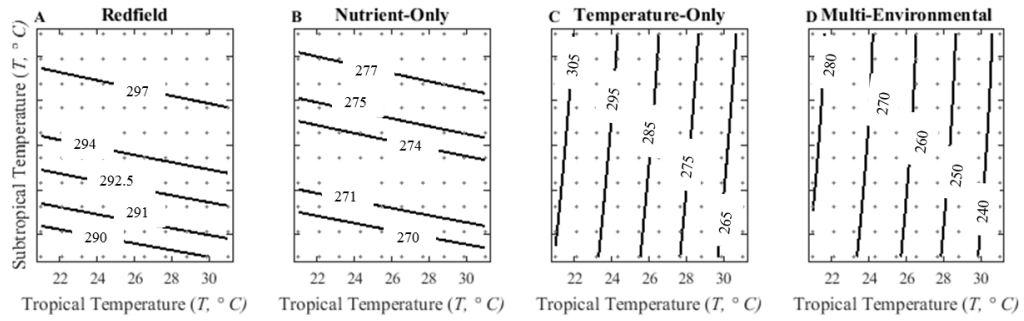 A Redfield
B Nutrient-Only
C Temperature-Only
D Multi-Environmental
Subtropical Temperature (T, ° C)
297
294
292.5
291
290
277
275
274
271
270
305
295
285
275
265
280
270
260
250
240
22 24 26 28 30
22 24 26 28 30
22 24 26 28 30
22 24 26 28 30
Tropical Temperature (T, ° C)
Tropical Temperature (T, ° C)
Tropical Temperature (T, ° C)
Tropical Temperature (T, ° C)